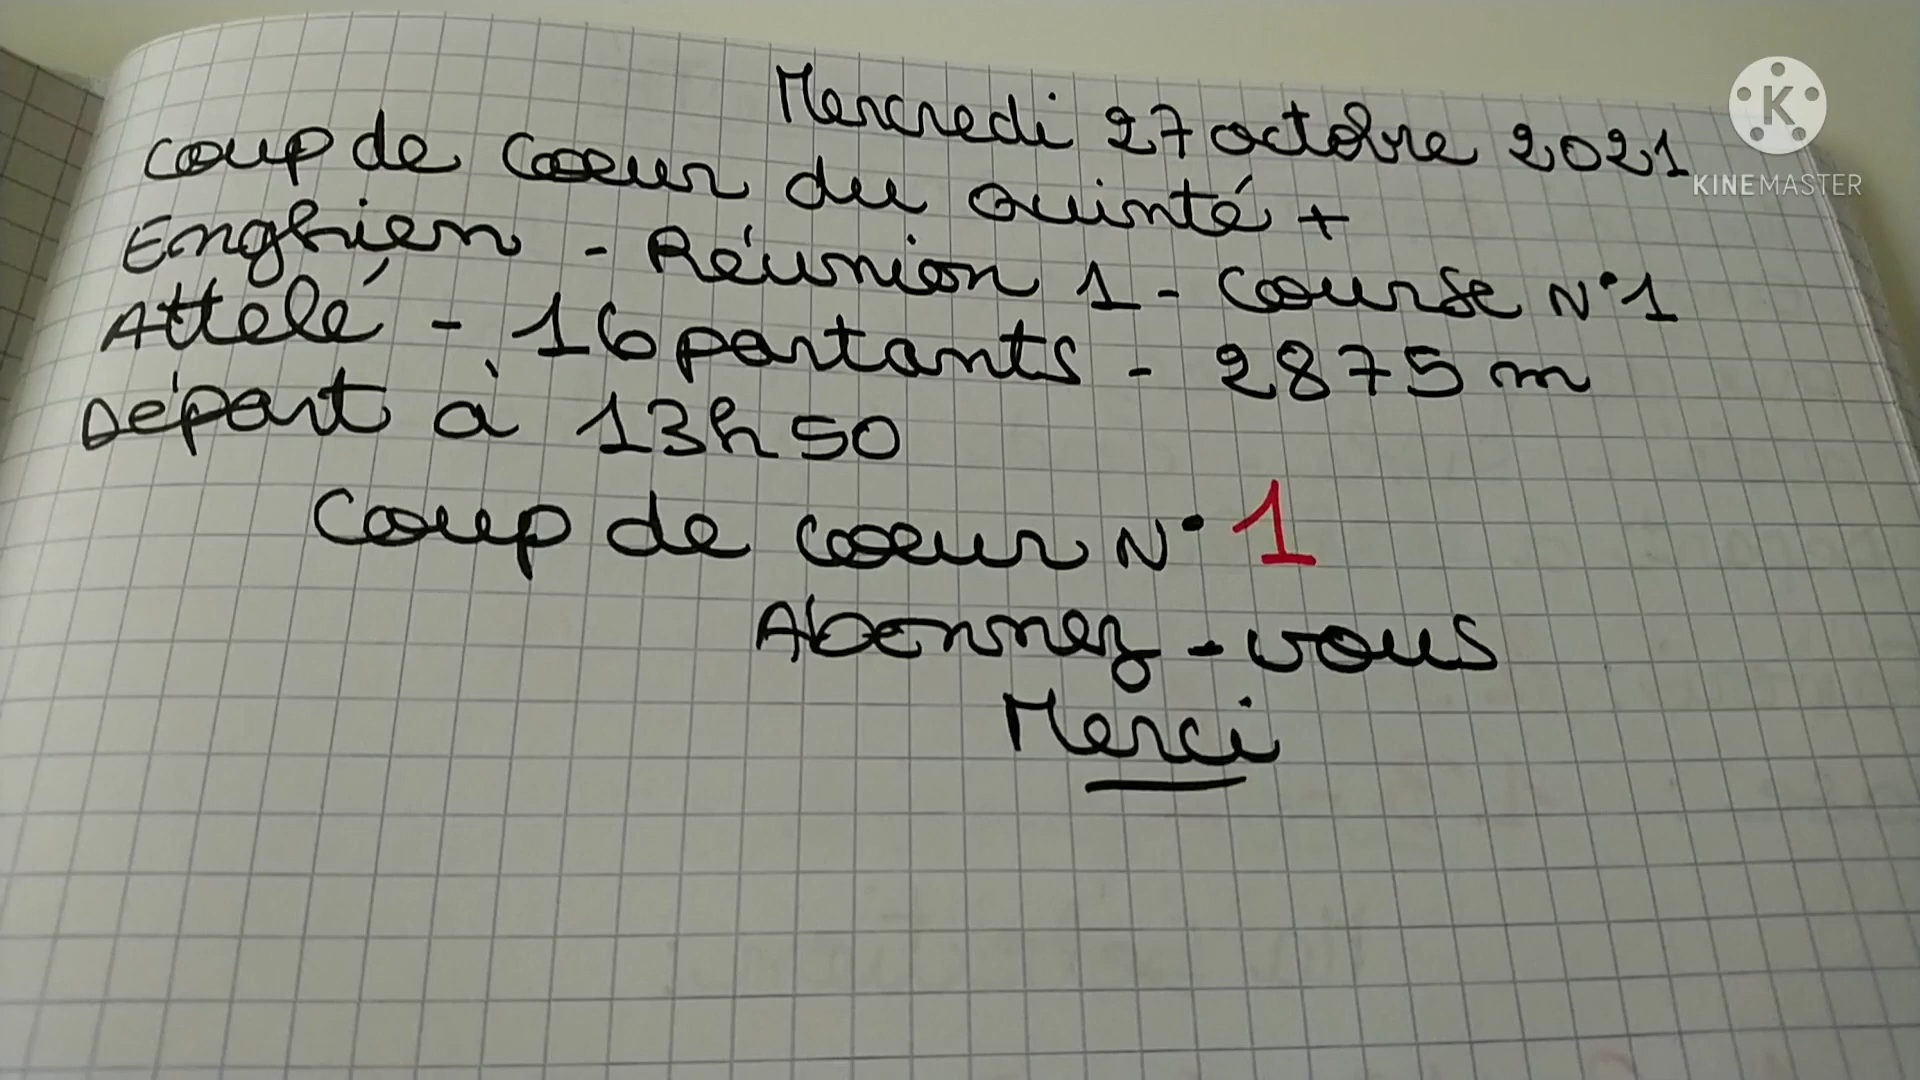 Mercredi 27 octobre 2021
Coup de coeur du Quinté +
Enghien - Réunion 1 - Course N°1
Attelé - 16 partants - 2875 m
Départ à 13h50
Coup de coeur N° 1
Abonnez-vous
Merci
K
KINEMASTER